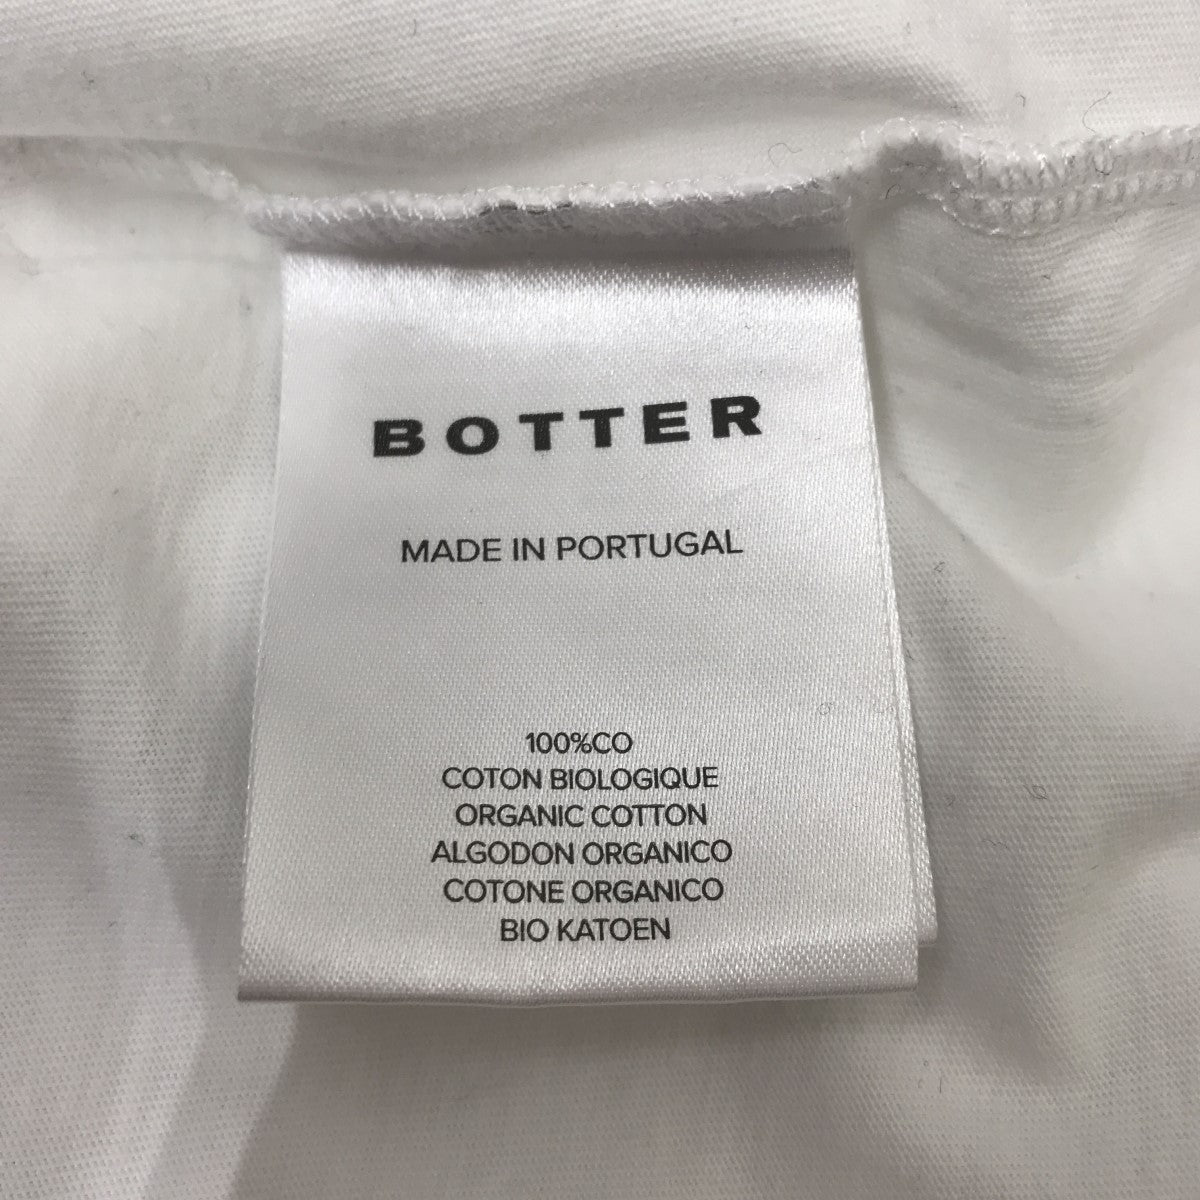 BOTTER
MADE IN PORTUGAL
100%CO
COTON BIOLOGIQUE
ORGANIC COTTON
ALGODON ORGANICO
COTONE ORGANICO
BIO KATOEN